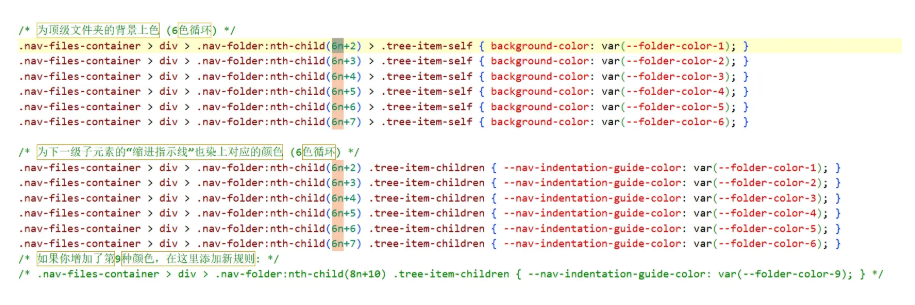 /* 为顶级文件夹的背景上色 (6色循环) */
.nav-files-container > div > .nav-folder:nth-child(6n+2) > .tree-item-self { background-color: var(--folder-color-1); }
.nav-files-container > div > .nav-folder:nth-child(6n+3) > .tree-item-self { background-color: var(--folder-color-2); }
.nav-files-container > div > .nav-folder:nth-child(6n+4) > .tree-item-self { background-color: var(--folder-color-3); }
.nav-files-container > div > .nav-folder:nth-child(6n+5) > .tree-item-self { background-color: var(--folder-color-4); }
.nav-files-container > div > .nav-folder:nth-child(6n+6) > .tree-item-self { background-color: var(--folder-color-5); }
.nav-files-container > div > .nav-folder:nth-child(6n+7) > .tree-item-self { background-color: var(--folder-color-6); }
/* 为下一级子元素的“缩进指示线”也染上对应的颜色 (6色循环) */
.nav-files-container > div > .nav-folder:nth-child(6n+2) .tree-item-children { --nav-indentation-guide-color: var(--folder-color-1); }
.nav-files-container > div > .nav-folder:nth-child(6n+3) .tree-item-children { --nav-indentation-guide-color: var(--folder-color-2); }
.nav-files-container > div > .nav-folder:nth-child(6n+4) .tree-item-children { --nav-indentation-guide-color: var(--folder-color-3); }
.nav-files-container > div > .nav-folder:nth-child(6n+5) .tree-item-children { --nav-indentation-guide-color: var(--folder-color-4); }
.nav-files-container > div > .nav-folder:nth-child(6n+6) .tree-item-children { --nav-indentation-guide-color: var(--folder-color-5); }
.nav-files-container > div > .nav-folder:nth-child(6n+7) .tree-item-children { --nav-indentation-guide-color: var(--folder-color-6); }
/* 如果你增加了第9种颜色，在这里添加新规则: */
/* .nav-files-container > div > .nav-folder:nth-child(8n+10) .tree-item-children { --nav-indentation-guide-color: var(--folder-color-9); } */